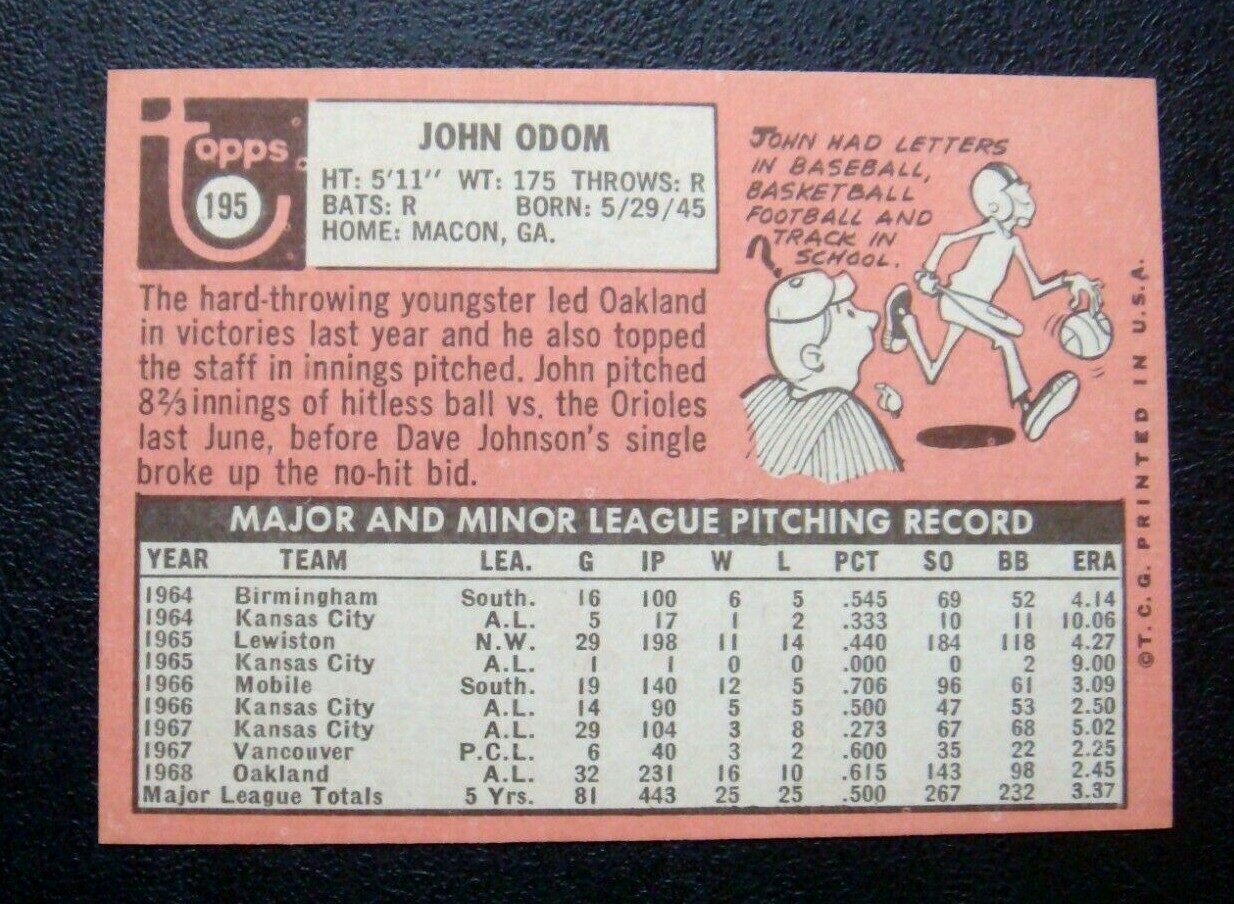 Topps
195
JOHN ODOM
HT: 5'11" WT: 175 THROWS: R
BATS: R BORN: 5/29/45
HOME: MACON, GA.
JOHN HAD LETTERS
IN BASEBALL,
BASKETBALL
FOOTBALL AND
TRACK IN
SCHOOL.
?
The hard-throwing youngster led Oakland
in victories last year and he also topped
the staff in innings pitched. John pitched
8⅔ innings of hitless ball vs. the Orioles
last June, before Dave Johnson's single
broke up the no-hit bid.
MAJOR AND MINOR LEAGUE PITCHING RECORD
YEAR TEAM LEA. G IP W L PCT SO BB ERA
1964 Birmingham South. 16 100 6 5 .545 69 52 4.14
1964 Kansas City A.L. 5 17 1 2 .333 10 11 10.06
1965 Lewiston N.W. 29 198 11 14 .440 184 118 4.27
1965 Kansas City A.L. 1 1 0 0 .000 0 2 9.00
1966 Mobile South. 19 140 12 5 .706 96 61 3.09
1966 Kansas City A.L. 14 90 5 5 .500 47 53 2.50
1967 Kansas City A.L. 29 104 3 8 .273 67 68 5.02
1967 Vancouver P.C.L. 6 40 3 2 .600 35 22 2.25
1968 Oakland A.L. 32 231 16 10 .615 143 98 2.45
Major League Totals 5 Yrs. 81 443 25 25 .500 267 232 3.37
©T.C.G. PRINTED IN U.S.A.